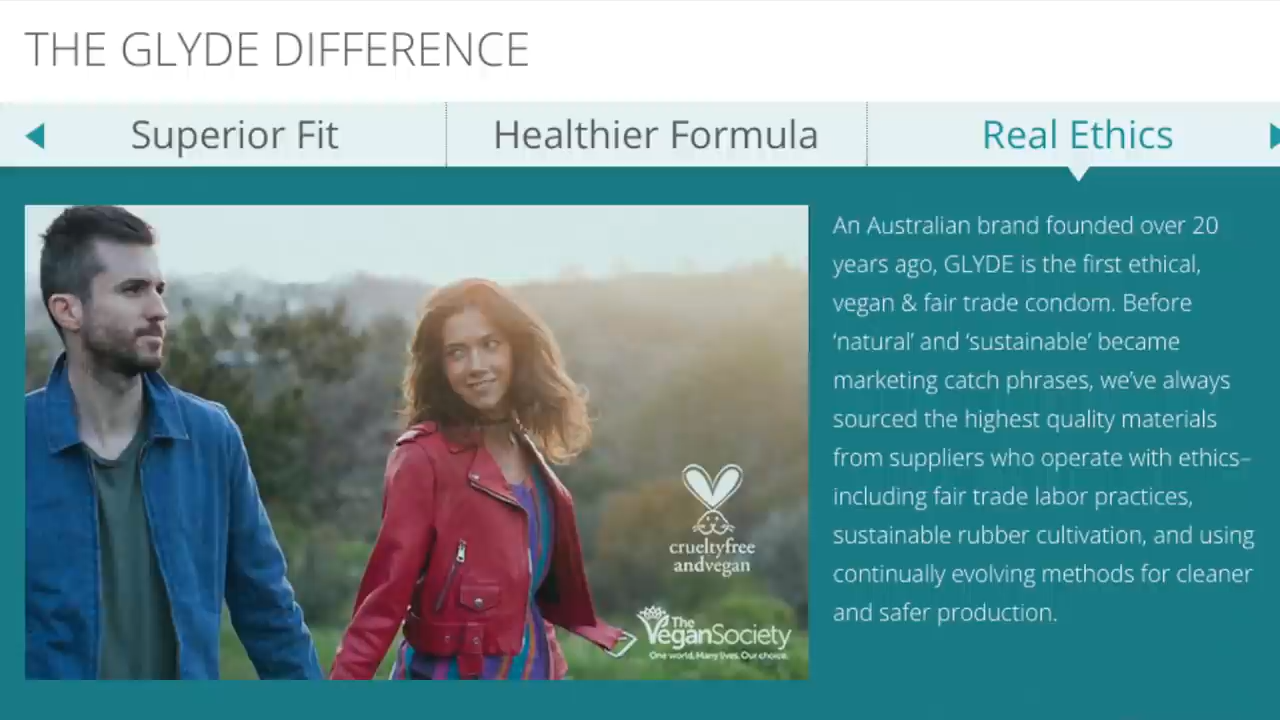 THE GLYDE DIFFERENCE
Superior Fit
Healthier Formula
Real Ethics
An Australian brand founded over 20
years ago, GLYDE is the first ethical,
vegan & fair trade condom. Before
‘natural’ and ‘sustainable’ became
marketing catch phrases, we’ve always
sourced the highest quality materials
from suppliers who operate with ethics–
including fair trade labor practices,
sustainable rubber cultivation, and using
continually evolving methods for cleaner
and safer production.
crueltyfree
andvegan
The
VeganSociety
One world. Many lives. Our choice.